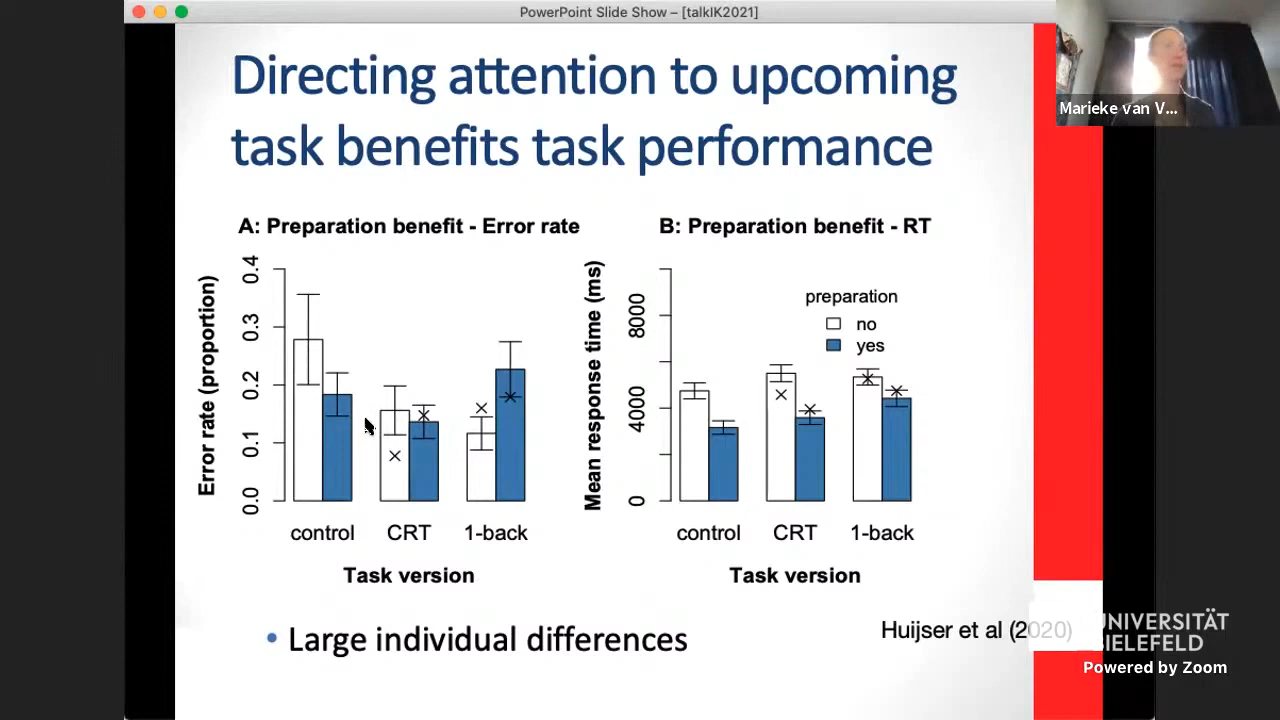 PowerPoint Slide Show – [talkIK2021]
Marieke van V...
Directing attention to upcoming
task benefits task performance
A: Preparation benefit - Error rate
Error rate (proportion)
0.4
0.3
0.2
0.1
0.0
control CRT 1-back
Task version
B: Preparation benefit - RT
Mean response time (ms)
8000
4000
0
preparation
no
yes
control CRT 1-back
Task version
• Large individual differences
Huijser et al (2020)
UNIVERSITÄT
BIELEFELD
Powered by Zoom